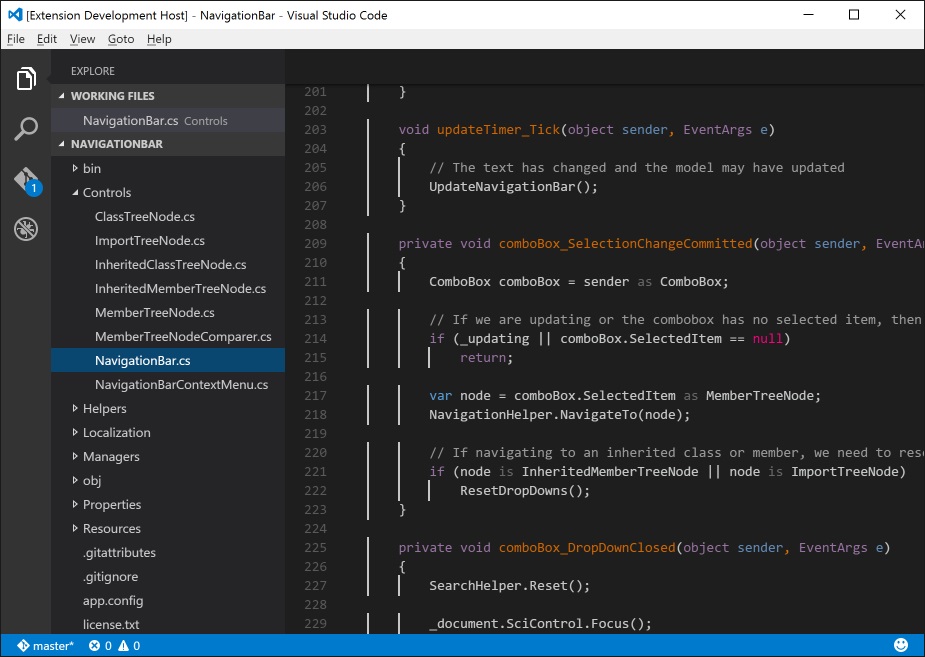 [Extension Development Host] - NavigationBar - Visual Studio Code
File Edit View Goto Help
EXPLORE
WORKING FILES
NavigationBar.cs Controls
NAVIGATIONBAR
bin
Controls
ClassTreeNode.cs
ImportTreeNode.cs
InheritedClassTreeNode.cs
InheritedMemberTreeNode.cs
MemberTreeNode.cs
MemberTreeNodeComparer.cs
NavigationBar.cs
NavigationBarContextMenu.cs
Helpers
Localization
Managers
obj
Properties
Resources
.gitattributes
.gitignore
app.config
license.txt
1
201 }
202
203 void updateTimer_Tick(object sender, EventArgs e)
204 {
205 // The text has changed and the model may have updated
206 UpdateNavigationBar();
207 }
208
209 private void comboBox_SelectionChangeCommitted(object sender, EventA
210 {
211 ComboBox comboBox = sender as ComboBox;
212
213 // If we are updating or the combobox has no selected item, then
214 if (_updating || comboBox.SelectedItem == null)
215 return;
216
217 var node = comboBox.SelectedItem as MemberTreeNode;
218 NavigationHelper.NavigateTo(node);
219
220 // If navigating to an inherited class or member, we need to rese
221 if (node is InheritedMemberTreeNode || node is ImportTreeNode)
222 ResetDropDowns();
223 }
224
225 private void comboBox_DropDownClosed(object sender, EventArgs e)
226 {
227 SearchHelper.Reset();
228
229 _document.SciControl.Focus();
master* 0 0